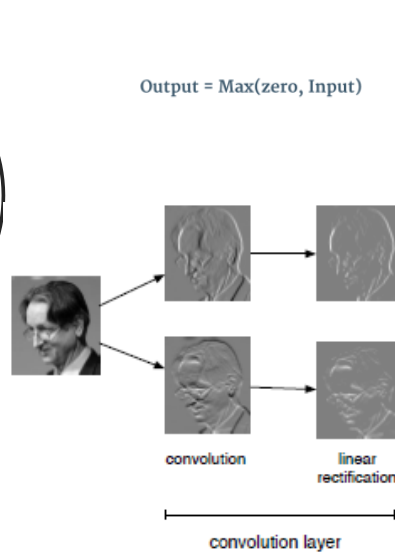 Output = Max(zero, Input)
convolution
linear
rectification
convolution layer